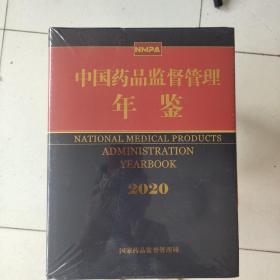 NMPA
中国药品监督管理
年鉴
NATIONAL MEDICAL PRODUCTS
ADMINISTRATION
YEARBOOK
2020
国家药品监督管理局